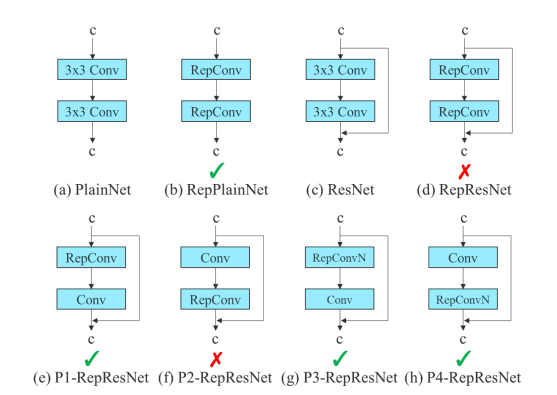 c c c c
3x3 Conv RepConv 3x3 Conv RepConv
3x3 Conv RepConv 3x3 Conv RepConv
c c c c
✓ ✗
(a) PlainNet (b) RepPlainNet (c) ResNet (d) RepResNet
c c c c
RepConv Conv RepConvN Conv
Conv RepConv Conv RepConvN
c c c c
✓ ✗ ✓ ✓
(e) P1-RepResNet (f) P2-RepResNet (g) P3-RepResNet (h) P4-RepResNet